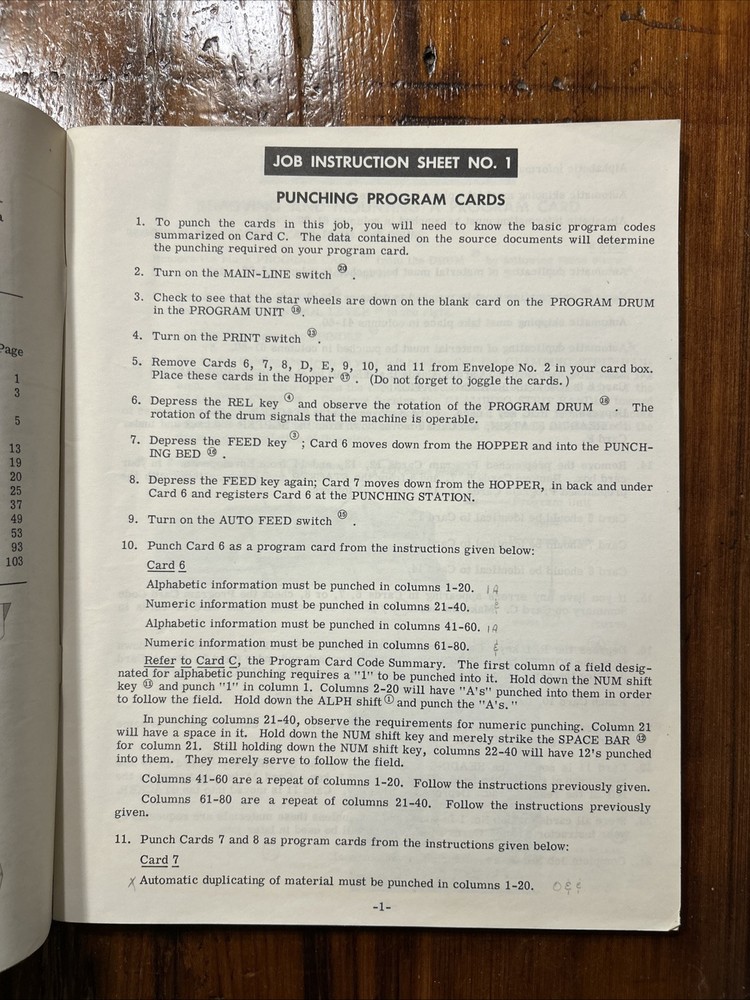 Page
1
3
5
13
19
20
25
37
49
53
93
103
JOB INSTRUCTION SHEET NO. 1
PUNCHING PROGRAM CARDS
1. To punch the cards in this job, you will need to know the basic program codes
summarized on Card C. The data contained on the source documents will determine
the punching required on your program card.
2. Turn on the MAIN-LINE switch ⑳ .
3. Check to see that the star wheels are down on the blank card on the PROGRAM DRUM
in the PROGRAM UNIT ⑱.
4. Turn on the PRINT switch ⑬.
5. Remove Cards 6, 7, 8, D, E, 9, 10, and 11 from Envelope No. 2 in your card box.
Place these cards in the Hopper ⑰ . (Do not forget to joggle the cards.)
6. Depress the REL key ④ and observe the rotation of the PROGRAM DRUM ⑱ . The
rotation of the drum signals that the machine is operable.
7. Depress the FEED key ③ ; Card 6 moves down from the HOPPER and into the PUNCH-
ING BED ⑯ .
8. Depress the FEED key again; Card 7 moves down from the HOPPER, in back and under
Card 6 and registers Card 6 at the PUNCHING STATION.
9. Turn on the AUTO FEED switch ⑮ .
10. Punch Card 6 as a program card from the instructions given below:
Card 6
Alphabetic information must be punched in columns 1-20. 1A
Numeric information must be punched in columns 21-40. &
Alphabetic information must be punched in columns 41-60. 1A
Numeric information must be punched in columns 61-80. &
Refer to Card C, the Program Card Code Summary. The first column of a field desig-
nated for alphabetic punching requires a "1" to be punched into it. Hold down the NUM shift
key ⑪ and punch "1" in column 1. Columns 2-20 will have "A's" punched into them in order
to follow the field. Hold down the ALPH shift ① and punch the "A's."
In punching columns 21-40, observe the requirements for numeric punching. Column 21
will have a space in it. Hold down the NUM shift key and merely strike the SPACE BAR
for column 21. Still holding down the NUM shift key, columns 22-40 will have 12's punched
into them. They merely serve to follow the field.
Columns 41-60 are a repeat of columns 1-20. Follow the instructions previously given.
Columns 61-80 are a repeat of columns 21-40. Follow the instructions previously
given.
11. Punch Cards 7 and 8 as program cards from the instructions given below:
Card 7
X Automatic duplicating of material must be punched in columns 1-20. 0&&
-1-